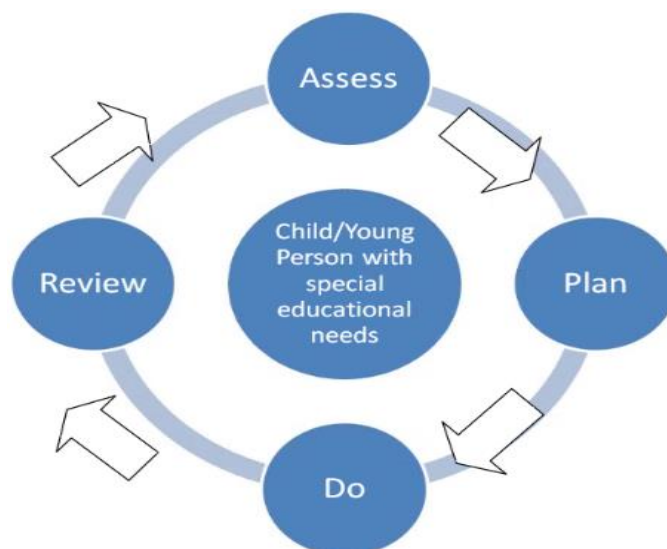 Assess
Child/Young
Person with
special
educational
needs
Review
Plan
Do